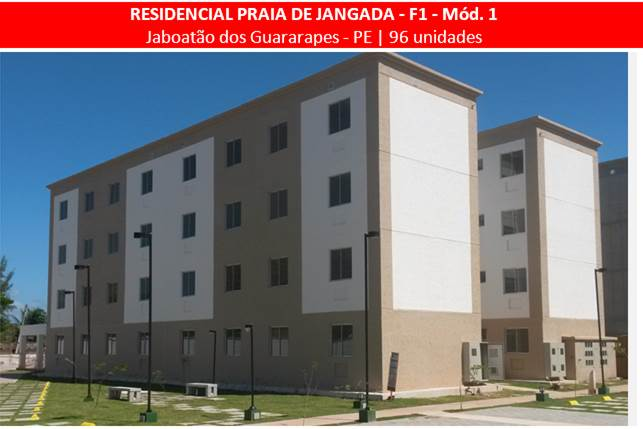 RESIDENCIAL PRAIA DE JANGADA - F1 - Mód. 1
Jaboatão dos Guararapes - PE | 96 unidades